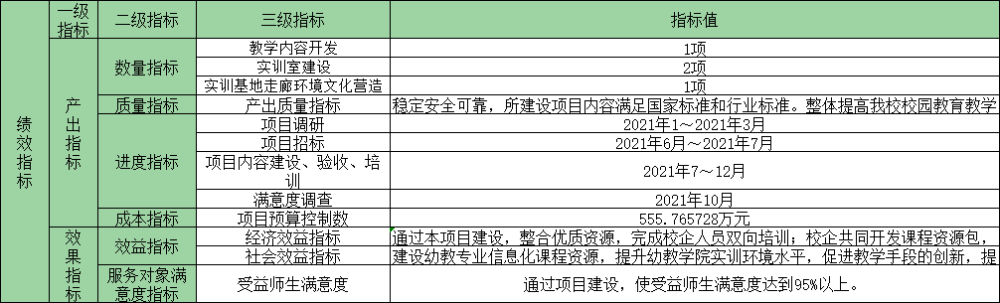 一级指标 二级指标 三级指标 指标值
绩效指标
产出指标
数量指标 教学内容开发 1项
实训室建设 2项
实训基地走廊环境文化营造 1项
质量指标 产出质量指标 稳定安全可靠，所建设项目内容满足国家标准和行业标准。整体提高我校校园教育教学
进度指标 项目调研 2021年1～2021年3月
项目招标 2021年6月～2021年7月
项目内容建设、验收、培训 2021年7～12月
满意度调查 2021年10月
成本指标 项目预算控制数 555.765728万元
效果指标
效益指标 经济效益指标 通过本项目建设，整合优质资源，完成校企人员双向培训；校企共同开发课程资源包，
社会效益指标 建设幼教专业信息化课程资源，提升幼教学院实训环境水平，促进教学手段的创新，提
服务对象满意度指标 受益师生满意度 通过项目建设，使受益师生满意度达到95%以上。